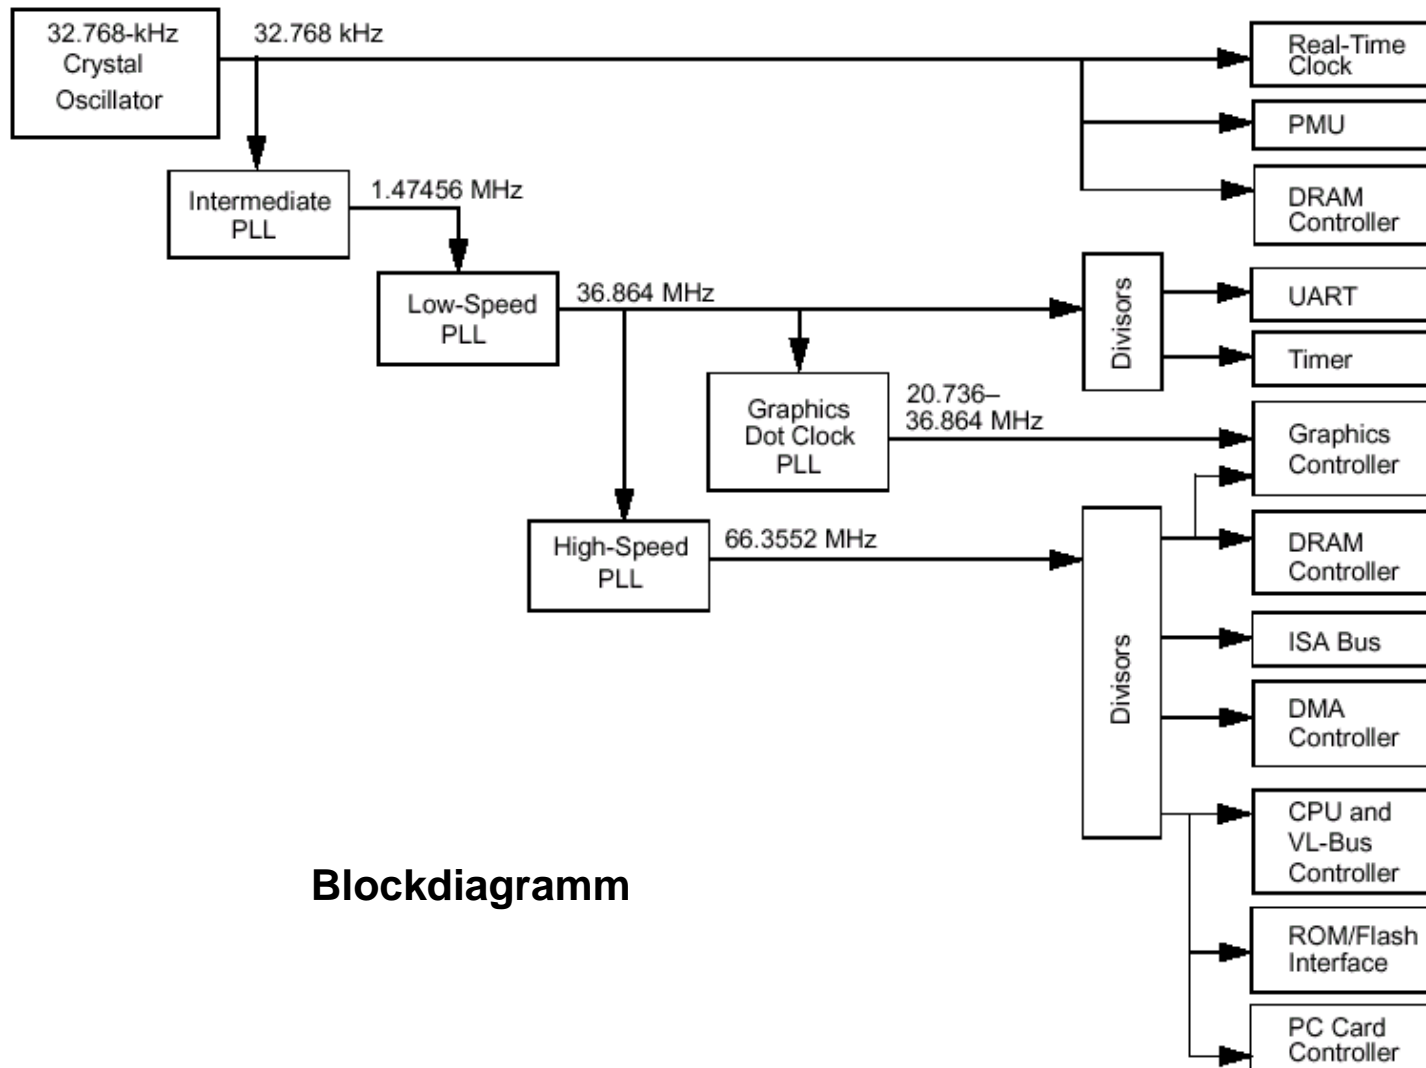 32.768-kHz
Crystal
Oscillator
32.768 kHz
Real-Time
Clock
PMU
DRAM
Controller
Intermediate
PLL
1.47456 MHz
Low-Speed
PLL
36.864 MHz
Divisors
UART
Timer
Graphics
Dot Clock
PLL
20.736–
36.864 MHz
Graphics
Controller
High-Speed
PLL
66.3552 MHz
Divisors
DRAM
Controller
ISA Bus
DMA
Controller
CPU and
VL-Bus
Controller
ROM/Flash
Interface
PC Card
Controller
Blockdiagramm